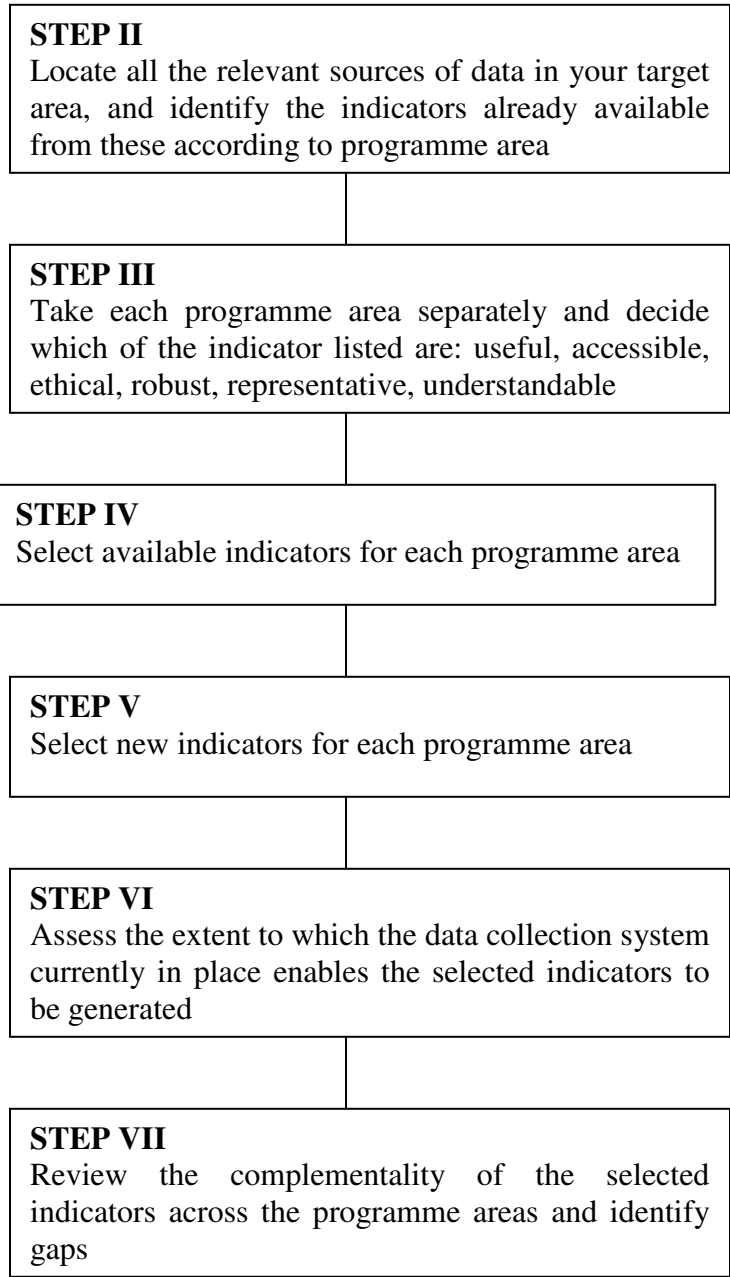 STEP II
Locate all the relevant sources of data in your target
area, and identify the indicators already available
from these according to programme area
STEP III
Take each programme area separately and decide
which of the indicator listed are: useful, accessible,
ethical, robust, representative, understandable
STEP IV
Select available indicators for each programme area
STEP V
Select new indicators for each programme area
STEP VI
Assess the extent to which the data collection system
currently in place enables the selected indicators to
be generated
STEP VII
Review the complementality of the selected
indicators across the programme areas and identify
gaps